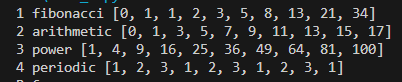 1 fibonacci [0, 1, 1, 2, 3, 5, 8, 13, 21, 34]
2 arithmetic [0, 1, 3, 5, 7, 9, 11, 13, 15, 17]
3 power [1, 4, 9, 16, 25, 36, 49, 64, 81, 100]
4 periodic [1, 2, 3, 1, 2, 3, 1, 2, 3, 1]